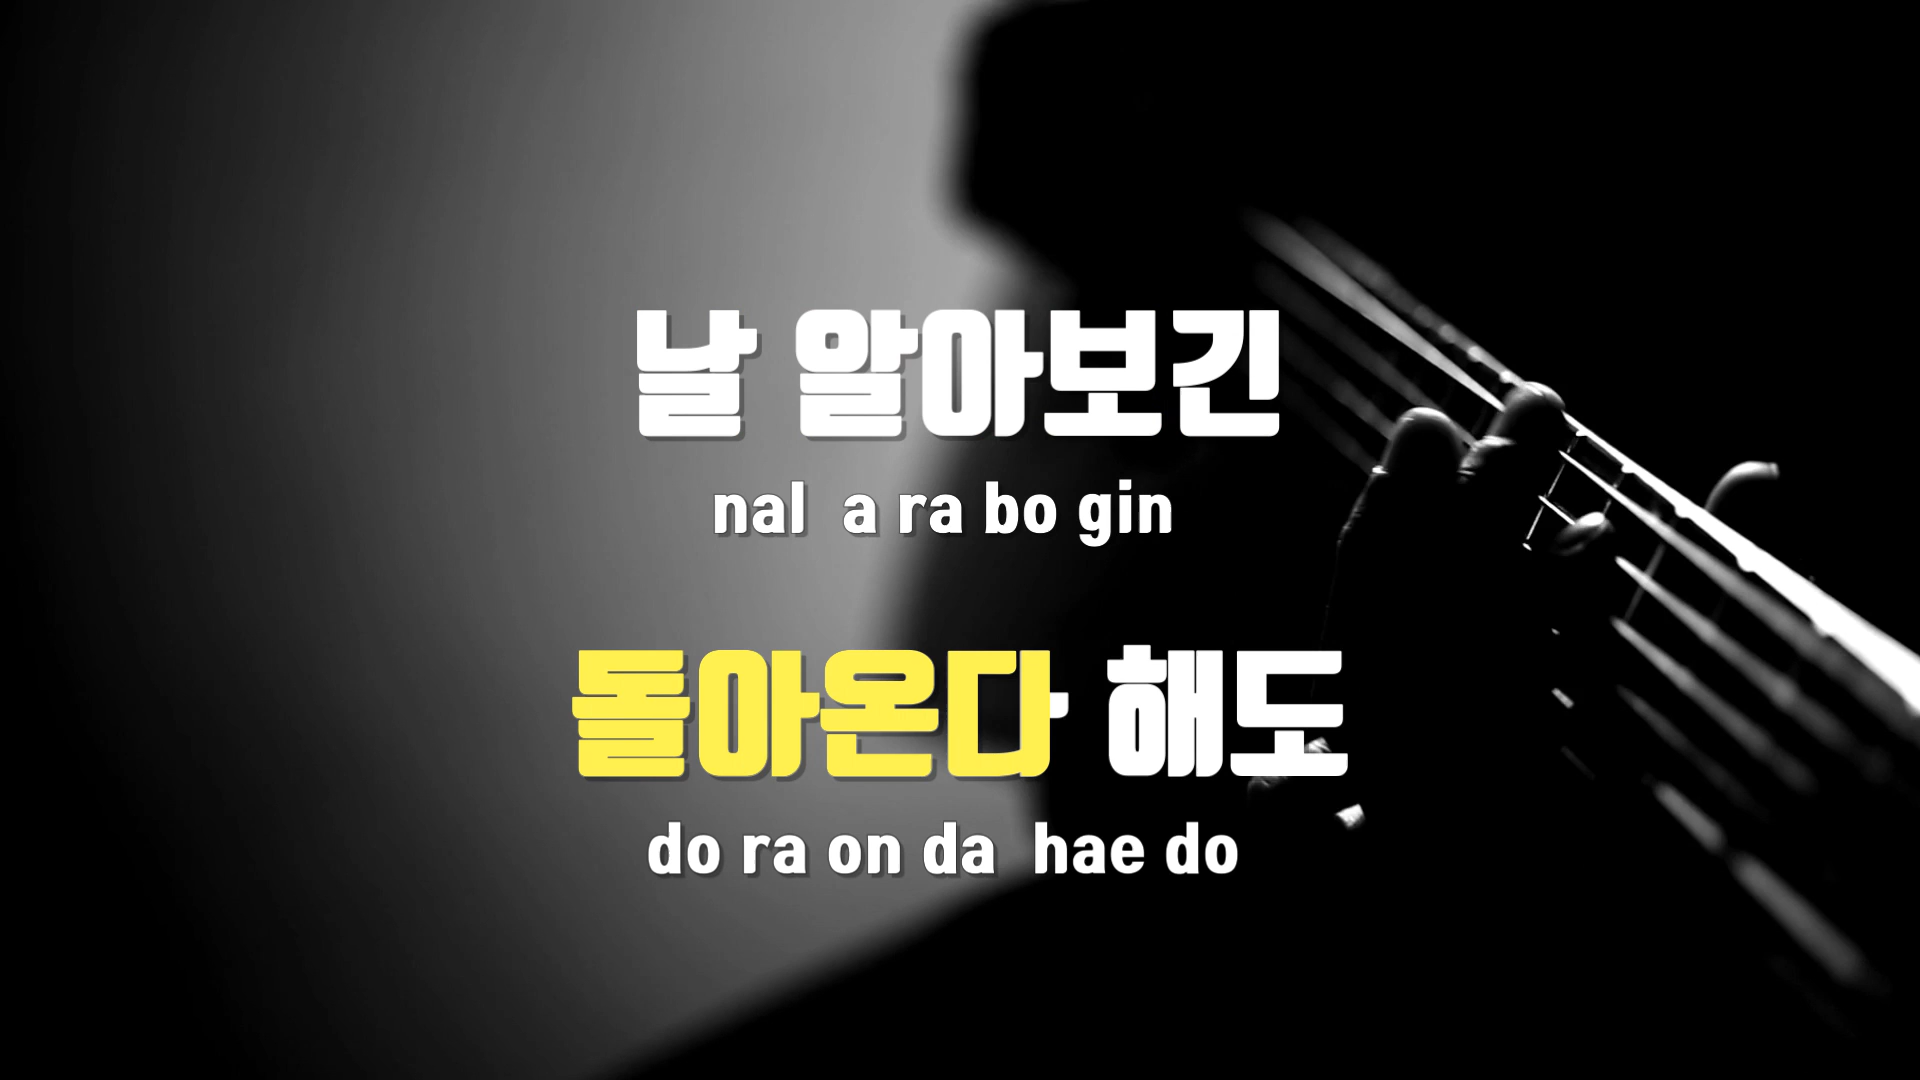 날 알아보긴
nal a ra bo gin
돌아온다 해도
do ra on da hae do